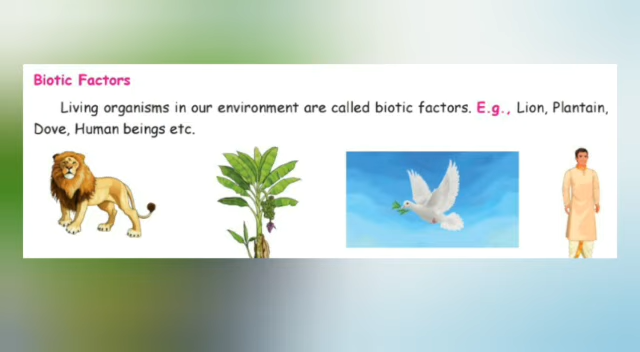 Biotic Factors
Living organisms in our environment are called biotic factors. E.g., Lion, Plantain,
Dove, Human beings etc.